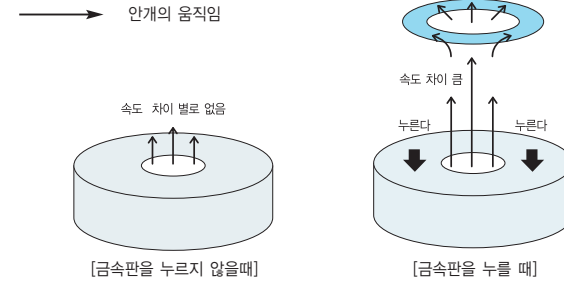 안개의 움직임
속도 차이 별로 없음
[금속판을 누르지 않을때]
속도 차이 큼
누른다
누른다
[금속판을 누를 때]